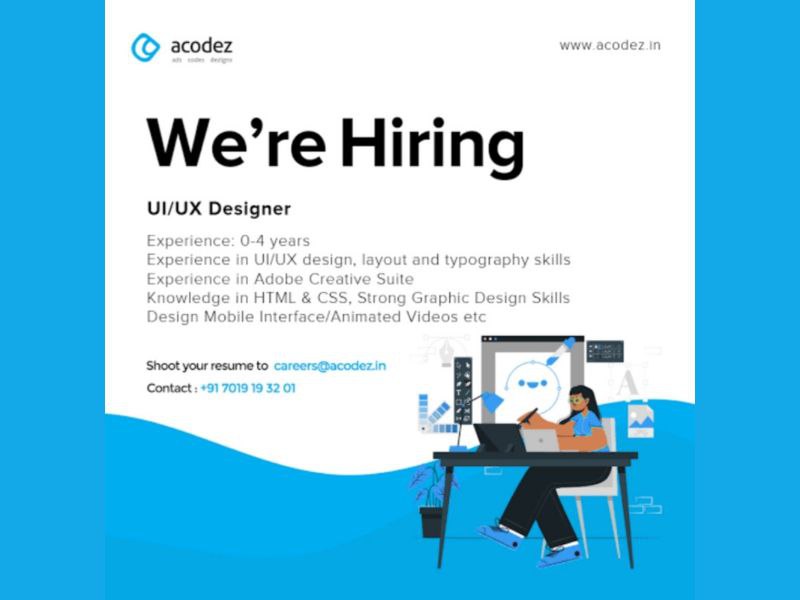 acodez
ads codes dezigns
www.acodez.in
We're Hiring
UI/UX Designer
Experience: 0-4 years
Experience in UI/UX design, layout and typography skills
Experience in Adobe Creative Suite
Knowledge in HTML & CSS, Strong Graphic Design Skills
Design Mobile Interface/Animated Videos etc
Shoot your resume to careers@acodez.in
Contact : +91 7019 19 32 01
A